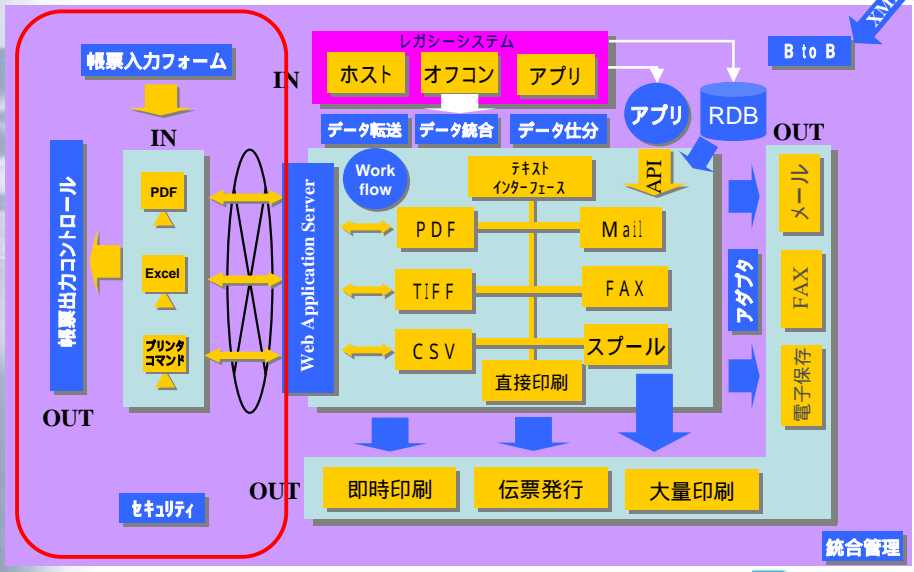 レガシーシステム
XML
B to B
帳票入力フォーム
IN
ホスト
オフコン
アプリ
アプリ
RDB
IN
データ転送
データ統合
データ仕分
OUT
PDF
Excel
プリンタ
コマンド
帳票出力コントロール
OUT
Web Application Server
Work
flow
テキスト
インターフェース
API
PDF
Mail
TIFF
FAX
CSV
スプール
直接印刷
アダプタ
メール
FAX
電子保存
OUT
即時印刷
伝票発行
大量印刷
セキュリティ
統合管理